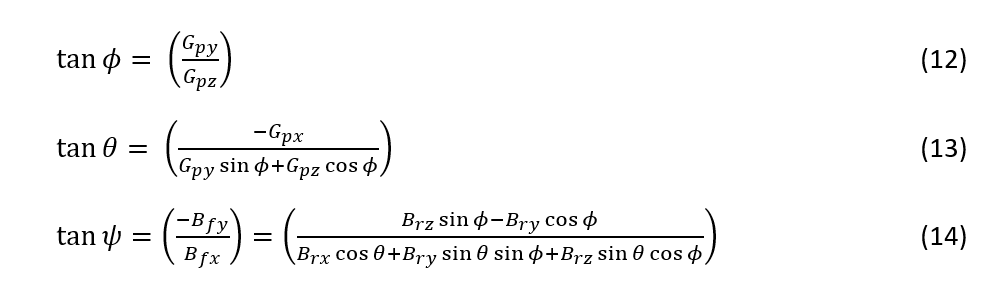 tan ϕ = (G_py / G_pz) (12)
tan θ = (−G_px / (G_py sin ϕ + G_pz cos ϕ)) (13)
tan ψ = (−B_fy / B_fx) = ((B_rz sin ϕ − B_ry cos ϕ) / (B_rx cos θ + B_ry sin θ sin ϕ + B_rz sin θ cos ϕ)) (14)